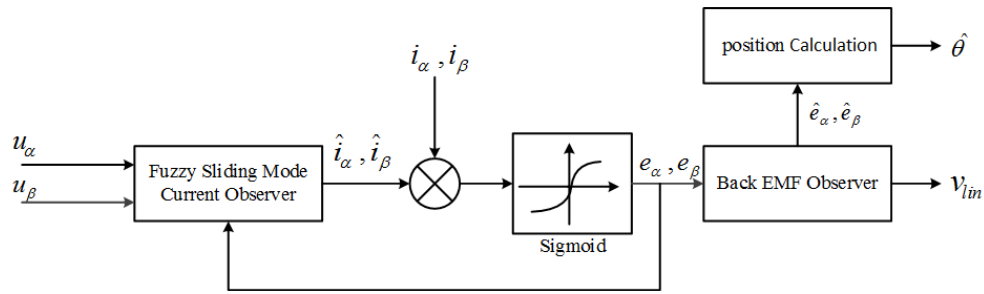 position Calculation
θ̂
i_α , i_β
ê_α , ê_β
u_α
u_β
Fuzzy Sliding Mode
Current Observer
î_α , î_β
Sigmoid
e_α , e_β
Back EMF Observer
v_lin